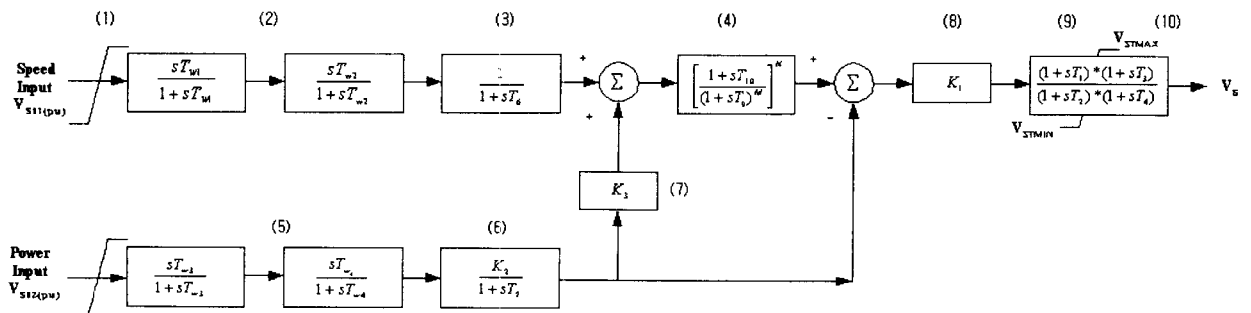 (1) (2) (3) (4) (8) (9) (10)
V_STMAX
Speed
Input
V_SI1(pu)
sT_W1 / 1+sT_W1
sT_w2 / 1+sT_w2
1 / 1+sT_6
+
+
Σ
[ 1+sT_10 / (1+sT_9)^M ]^N
+
-
Σ
K_1
(1+sT_1)*(1+sT_3) / (1+sT_2)*(1+sT_4)
V_STMIN
V_S
K_3
(7)
(5) (6)
Power
Input
V_SI2(pu)
sT_w3 / 1+sT_w3
sT_w4 / 1+sT_w4
K_2 / 1+sT_7